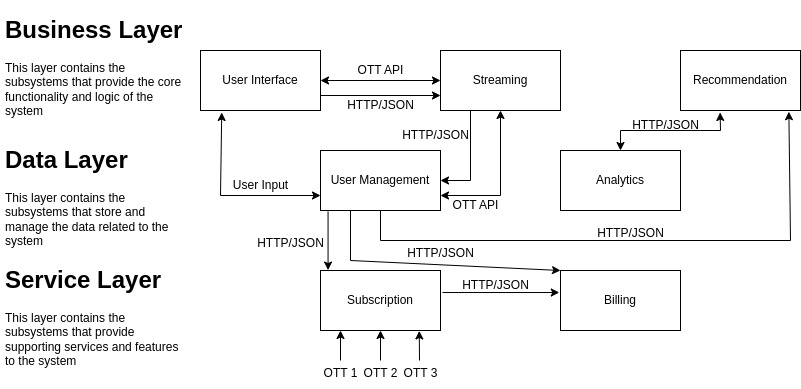 Business Layer
This layer contains the
subsystems that provide the core
functionality and logic of the
system
User Interface
OTT API
HTTP/JSON
Streaming
Recommendation
HTTP/JSON
HTTP/JSON
Data Layer
This layer contains the
subsystems that store and
manage the data related to the
system
User Input
User Management
OTT API
Analytics
HTTP/JSON
HTTP/JSON
HTTP/JSON
Service Layer
This layer contains the
subsystems that provide
supporting services and features
to the system
Subscription
HTTP/JSON
Billing
OTT 1 OTT 2 OTT 3